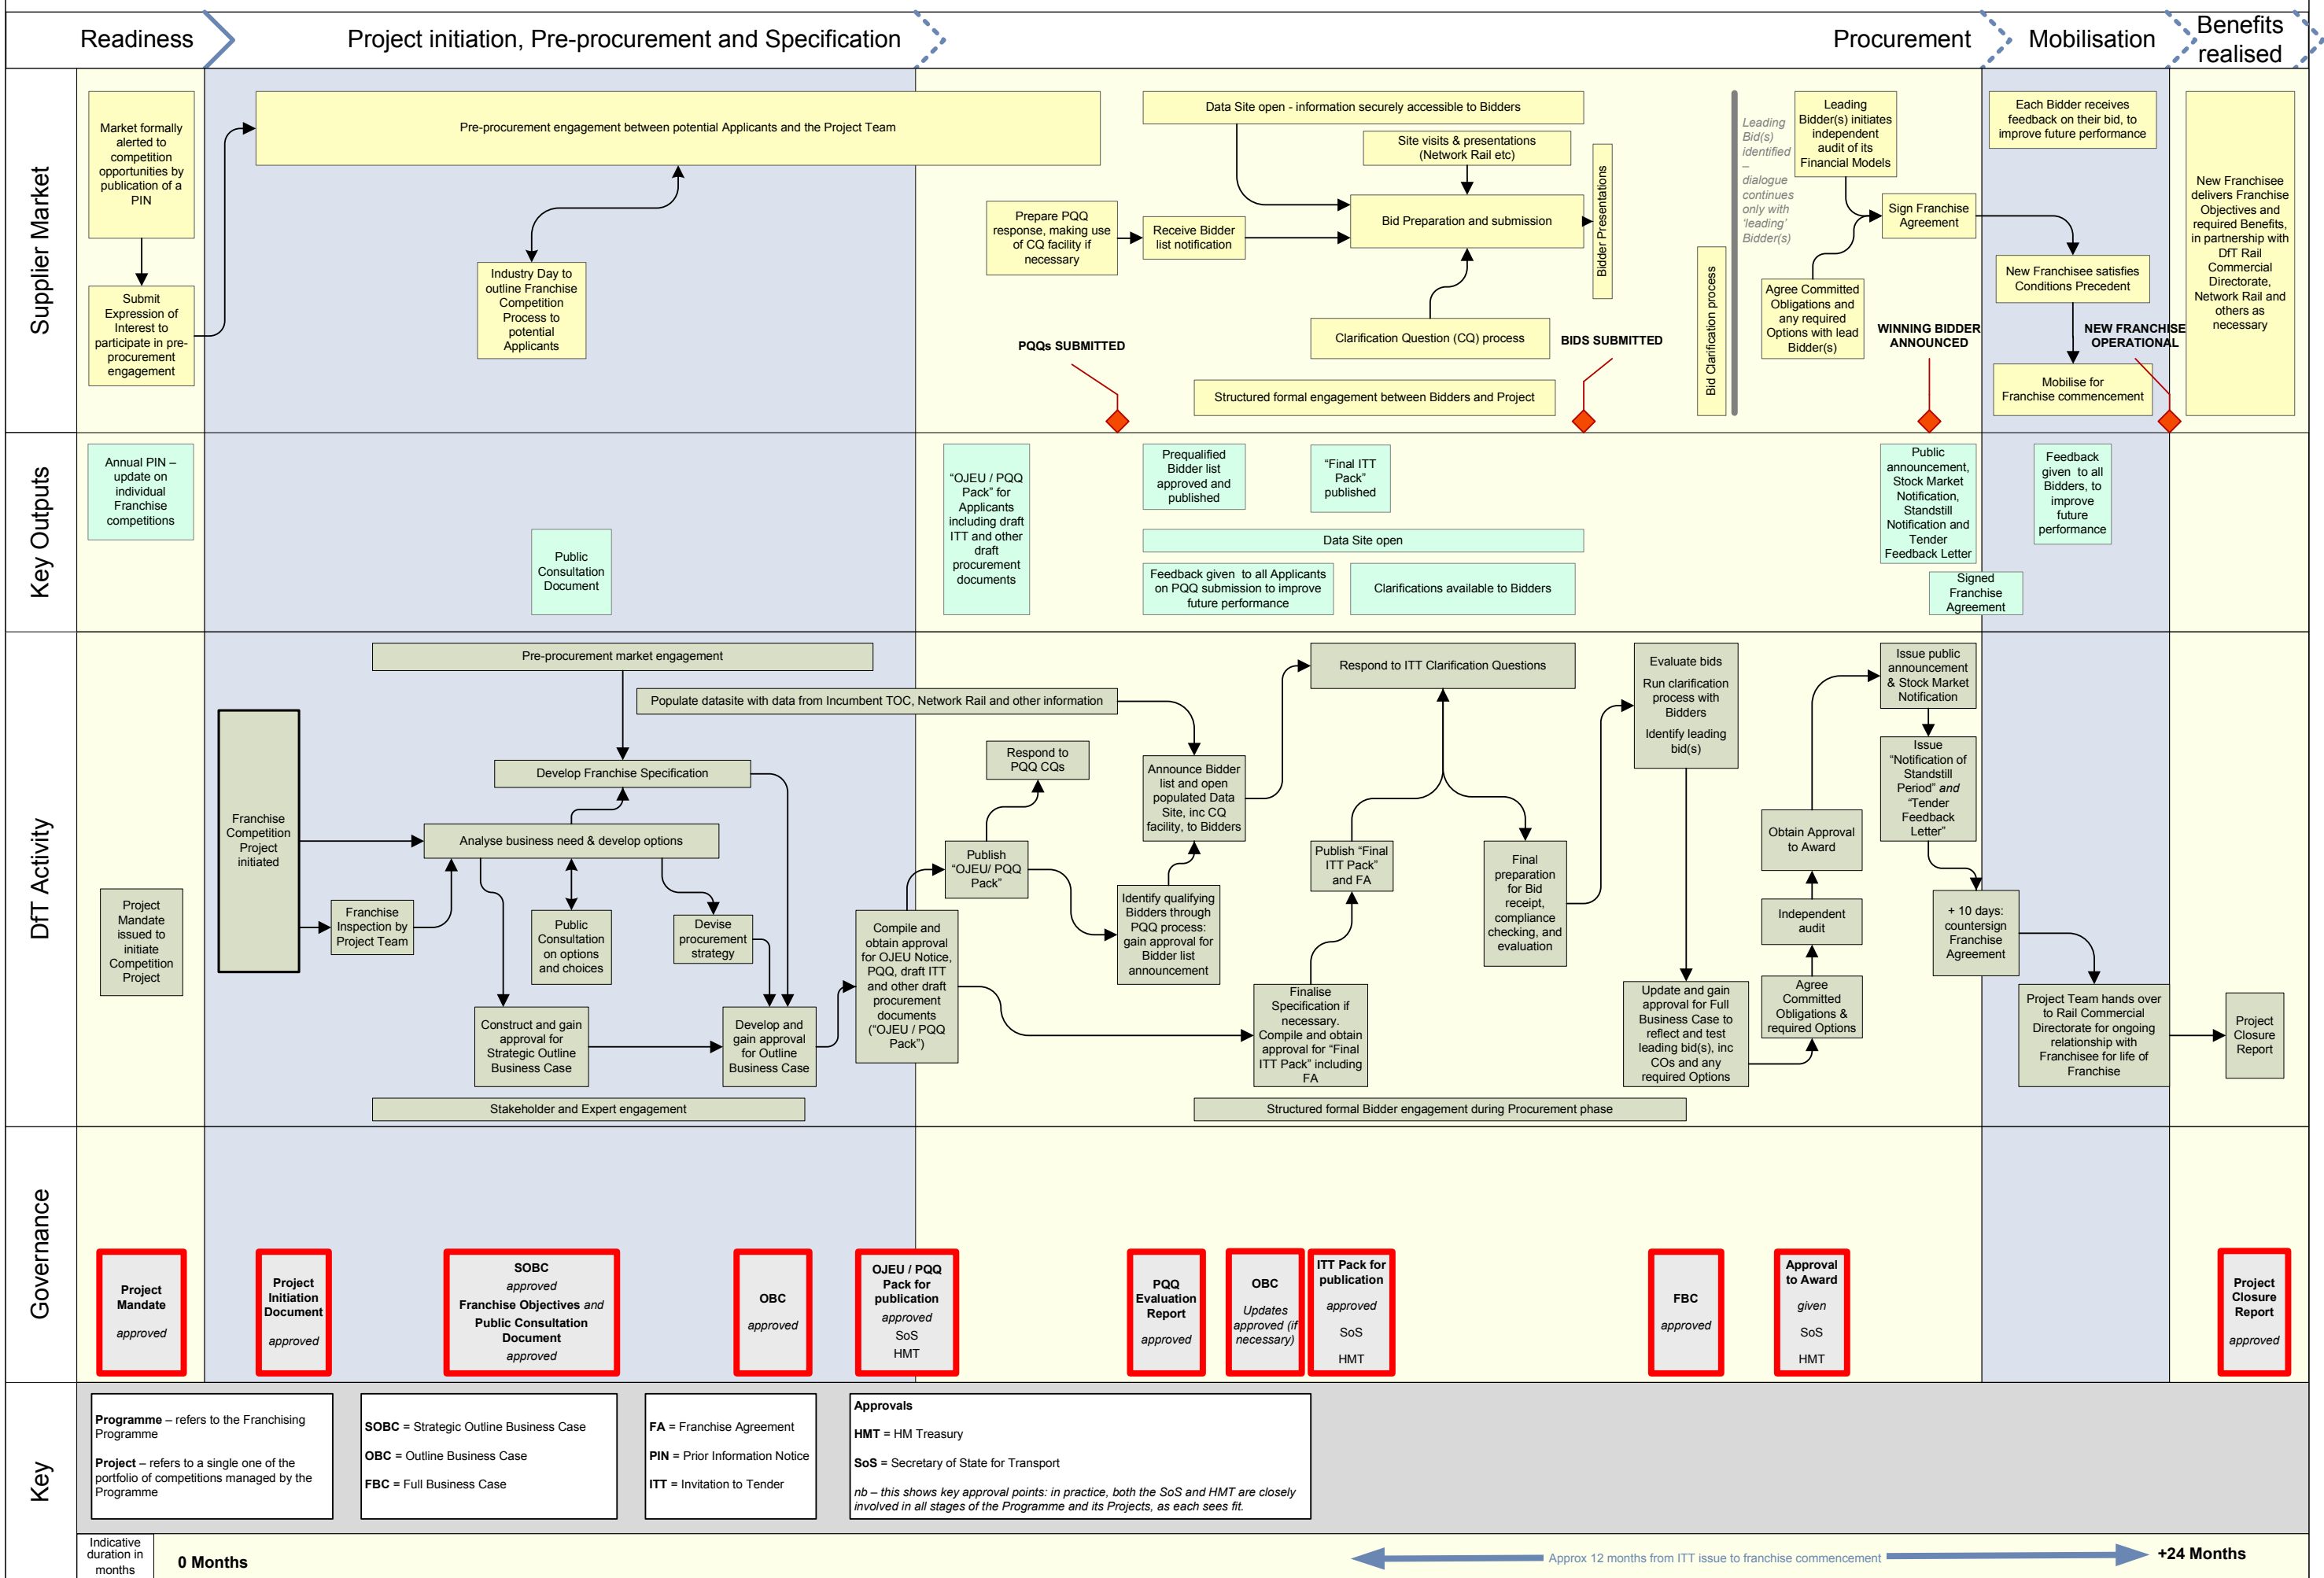 Readiness
Project initiation, Pre-procurement and Specification
Procurement
Mobilisation
Benefits
realised
Supplier Market
Market formally
alerted to
competition
opportunities by
publication of a
PIN
Submit
Expression of
Interest to
participate in pre-
procurement
engagement
Pre-procurement engagement between potential Applicants and the Project Team
Industry Day to
outline Franchise
Competition
Process to
potential
Applicants
Prepare PQQ
response, making use
of CQ facility if
necessary
Receive Bidder
list notification
Data Site open - information securely accessible to Bidders
Site visits & presentations
(Network Rail etc)
Bid Preparation and submission
Clarification Question (CQ) process
Structured formal engagement between Bidders and Project
Bidder Presentations
PQQs SUBMITTED
BIDS SUBMITTED
Bid Clarification process
Leading
Bid(s)
identified
–
dialogue
continues
only with
‘leading’
Bidder(s)
Leading
Bidder(s) initiates
independent
audit of its
Financial Models
Sign Franchise
Agreement
Agree Committed
Obligations and
any required
Options with lead
Bidder(s)
WINNING BIDDER
ANNOUNCED
Each Bidder receives
feedback on their bid, to
improve future performance
New Franchisee satisfies
Conditions Precedent
NEW FRANCHISE
OPERATIONAL
Mobilise for
Franchise commencement
New Franchisee
delivers Franchise
Objectives and
required Benefits,
in partnership with
DfT Rail
Commercial
Directorate,
Network Rail and
others as
necessary
Key Outputs
Annual PIN –
update on
individual
Franchise
competitions
Public
Consultation
Document
“OJEU / PQQ
Pack” for
Applicants
including draft
ITT and other
draft
procurement
documents
Prequalified
Bidder list
approved and
published
“Final ITT
Pack”
published
Data Site open
Feedback given  to all Applicants
on PQQ submission to improve
future performance
Clarifications available to Bidders
Public
announcement,
Stock Market
Notification,
Standstill
Notification and
Tender
Feedback Letter
Signed
Franchise
Agreement
Feedback
given  to all
Bidders, to
improve
future
performance
DfT Activity
Project
Mandate
issued to
initiate
Competition
Project
Franchise
Competition
Project
initiated
Franchise
Inspection by
Project Team
Pre-procurement market engagement
Populate datasite with data from Incumbent TOC, Network Rail and other information
Develop Franchise Specification
Analyse business need & develop options
Public
Consultation
on options
and choices
Devise
procurement
strategy
Construct and gain
approval for
Strategic Outline
Business Case
Develop and
gain approval
for Outline
Business Case
Stakeholder and Expert engagement
Compile and
obtain approval
for OJEU Notice,
PQQ, draft ITT
and other draft
procurement
documents
(“OJEU / PQQ
Pack”)
Publish
“OJEU/ PQQ
Pack”
Respond to
PQQ CQs
Identify qualifying
Bidders through
PQQ process:
gain approval for
Bidder list
announcement
Announce Bidder
list and open
populated Data
Site, inc CQ
facility, to Bidders
Respond to ITT Clarification Questions
Publish “Final
ITT Pack”
and FA
Finalise
Specification if
necessary.
Compile and obtain
approval for “Final
ITT Pack” including
FA
Final
preparation
for Bid
receipt,
compliance
checking, and
evaluation
Structured formal Bidder engagement during Procurement phase
Evaluate bids
Run clarification
process with
Bidders
Identify leading
bid(s)
Update and gain
approval for Full
Business Case to
reflect and test
leading bid(s), inc
COs and any
required Options
Agree
Committed
Obligations &
required Options
Independent
audit
Obtain Approval
to Award
Issue public
announcement
& Stock Market
Notification
Issue
“Notification of
Standstill
Period” and
“Tender
Feedback
Letter”
+ 10 days:
countersign
Franchise
Agreement
Project Team hands over
to Rail Commercial
Directorate for ongoing
relationship with
Franchisee for life of
Franchise
Project
Closure
Report
Governance
Project
Mandate
approved
Project
Initiation
Document
approved
SOBC
approved
Franchise Objectives and
Public Consultation
Document
approved
OBC
approved
OJEU / PQQ
Pack for
publication
approved
SoS
HMT
PQQ
Evaluation
Report
approved
OBC
Updates
approved (if
necessary)
ITT Pack for
publication
approved
SoS
HMT
FBC
approved
Approval
to Award
given
SoS
HMT
Project
Closure
Report
approved
Key
Programme – refers to the Franchising
Programme
Project – refers to a single one of the
portfolio of competitions managed by the
Programme
SOBC = Strategic Outline Business Case
OBC = Outline Business Case
FBC = Full Business Case
FA = Franchise Agreement
PIN = Prior Information Notice
ITT = Invitation to Tender
Approvals
HMT = HM Treasury
SoS = Secretary of State for Transport
nb – this shows key approval points: in practice, both the SoS and HMT are closely
involved in all stages of the Programme and its Projects, as each sees fit.
Indicative
duration in
months
0 Months
Approx 12 months from ITT issue to franchise commencement
+24 Months